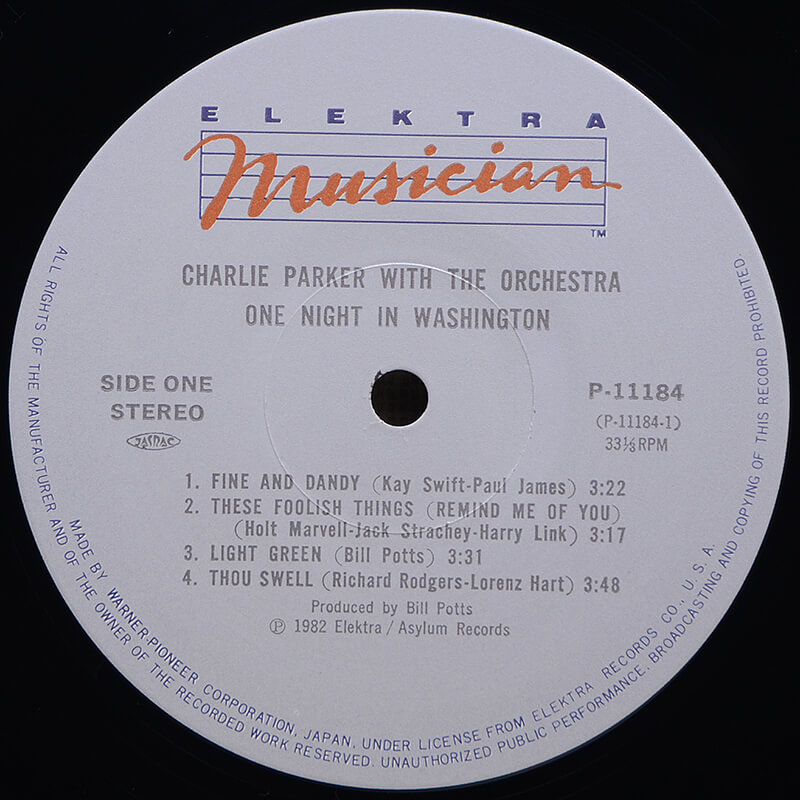 ELEKTRA
Musician
TM
CHARLIE PARKER WITH THE ORCHESTRA
ONE NIGHT IN WASHINGTON
SIDE ONE
STEREO
JASRAC
P-11184
(P-11184-1)
33⅓RPM
1. FINE AND DANDY (Kay Swift-Paul James) 3:22
2. THESE FOOLISH THINGS (REMIND ME OF YOU)
(Holt Marvell-Jack Strachey-Harry Link) 3:17
3. LIGHT GREEN (Bill Potts) 3:31
4. THOU SWELL (Richard Rodgers-Lorenz Hart) 3:48
Produced by Bill Potts
Ⓟ 1982 Elektra / Asylum Records
MADE BY WARNER-PIONEER CORPORATION, JAPAN, UNDER LICENSE FROM ELEKTRA RECORDS CO., U.S.A.
ALL RIGHTS OF THE MANUFACTURER AND OF THE OWNER OF THE RECORDED WORK RESERVED. UNAUTHORIZED PUBLIC PERFORMANCE, BROADCASTING AND COPYING OF THIS RECORD PROHIBITED.